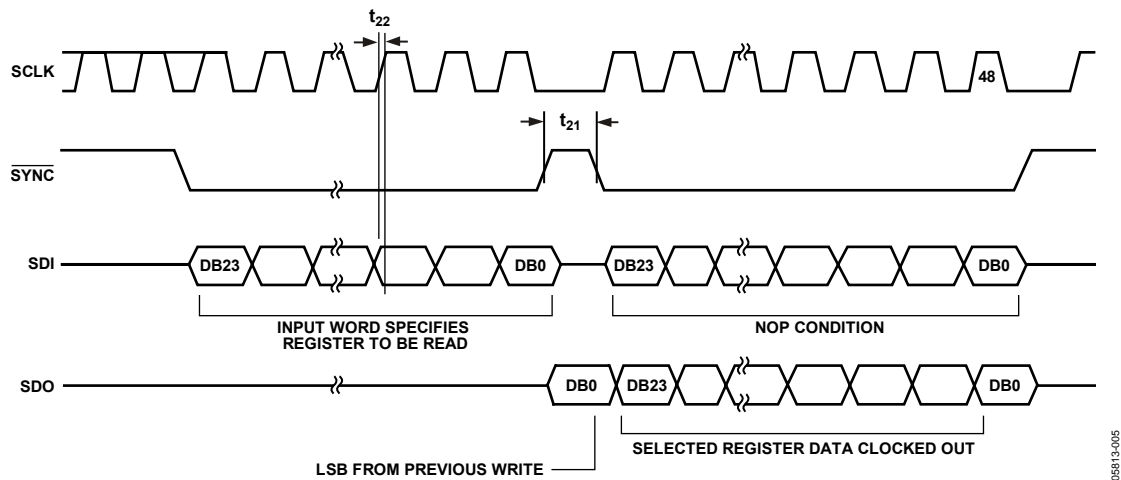 t22
SCLK
48
t21
SYNC
SDI
DB23
DB0
DB23
DB0
INPUT WORD SPECIFIES
REGISTER TO BE READ
NOP CONDITION
SDO
DB0
DB23
DB0
SELECTED REGISTER DATA CLOCKED OUT
LSB FROM PREVIOUS WRITE
05813-005